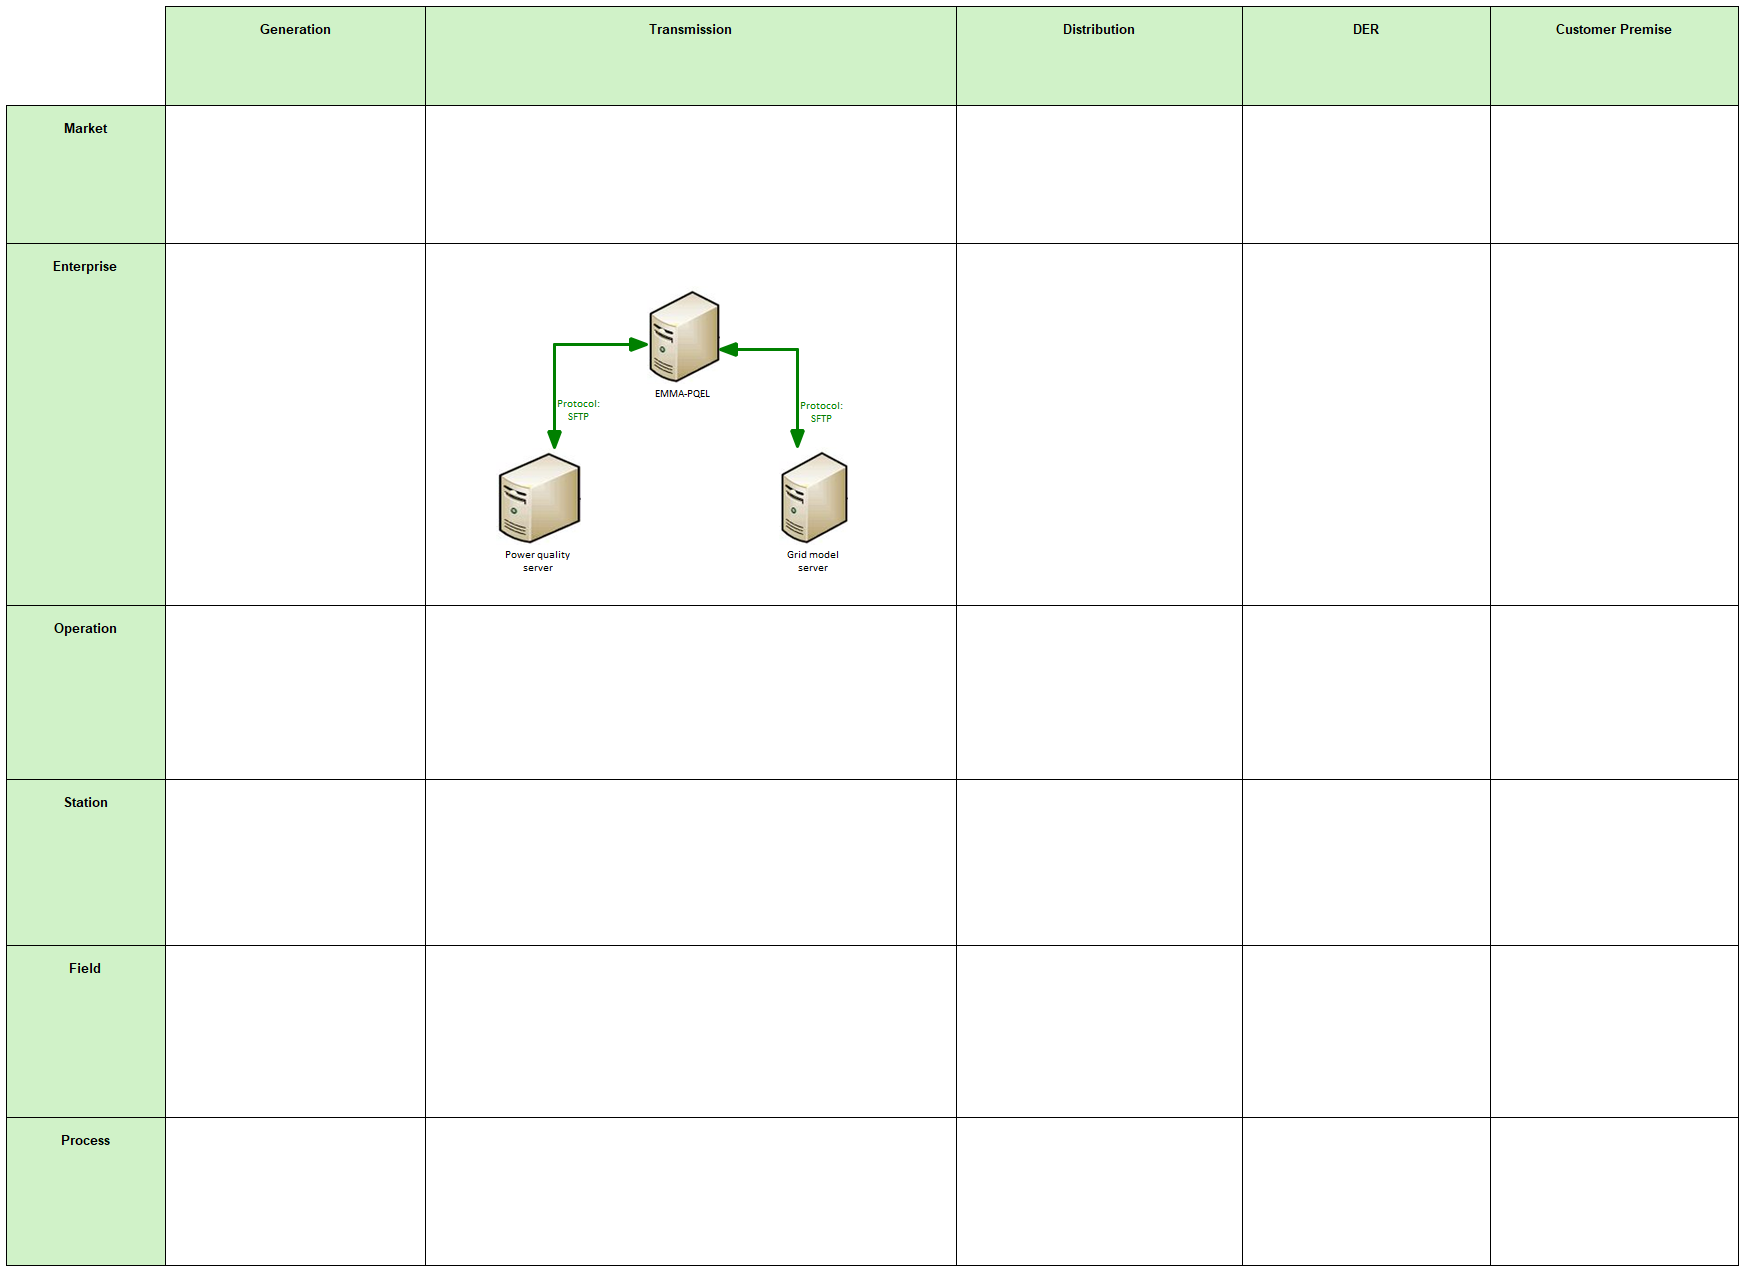 Generation
Transmission
Distribution
DER
Customer Premise
Market
Enterprise
EMMA-PQEL
Protocol:
SFTP
Protocol:
SFTP
Power quality
server
Grid model
server
Operation
Station
Field
Process